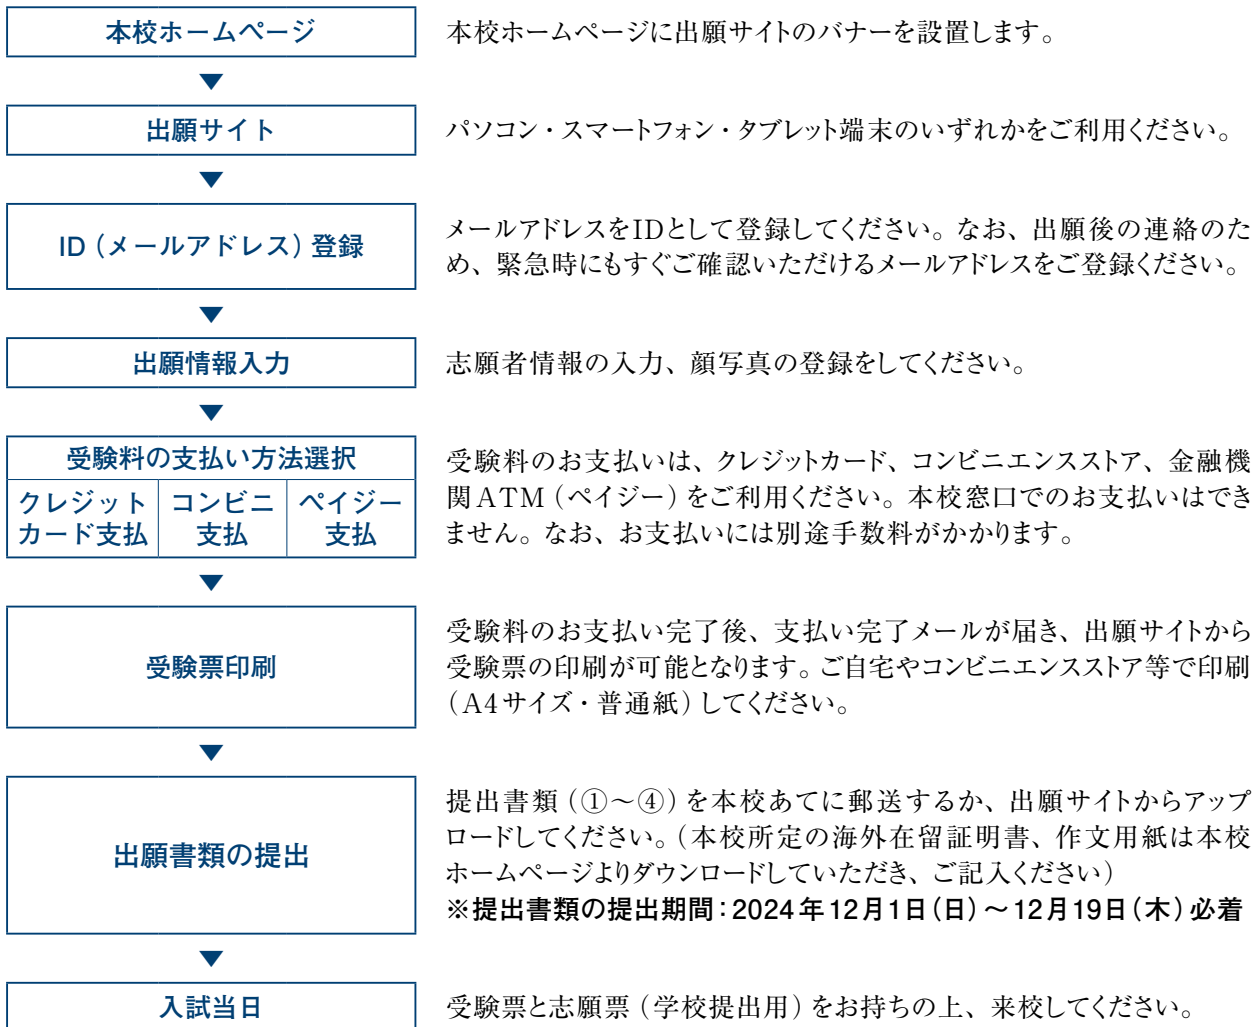 本校ホームページ
本校ホームページに出願サイトのバナーを設置します。
▼
出願サイト
パソコン・スマートフォン・タブレット端末のいずれかをご利用ください。
▼
ID（メールアドレス）登録
メールアドレスをIDとして登録してください。なお、出願後の連絡のた
め、緊急時にもすぐご確認いただけるメールアドレスをご登録ください。
▼
出願情報入力
志願者情報の入力、顔写真の登録をしてください。
▼
受験料の支払い方法選択
クレジット
カード支払
コンビニ
支払
ペイジー
支払
受験料のお支払いは、クレジットカード、コンビニエンスストア、金融機
関ATM（ペイジー）をご利用ください。本校窓口でのお支払いはでき
ません。なお、お支払いには別途手数料がかかります。
▼
受験票印刷
受験料のお支払い完了後、支払い完了メールが届き、出願サイトから
受験票の印刷が可能となります。ご自宅やコンビニエンスストア等で印刷
（A4サイズ・普通紙）してください。
▼
出願書類の提出
提出書類（①～④）を本校あてに郵送するか、出願サイトからアップ
ロードしてください。（本校所定の海外在留証明書、作文用紙は本校
ホームページよりダウンロードしていただき、ご記入ください）
※提出書類の提出期間：2024年12月1日（日）～12月19日（木）必着
▼
入試当日
受験票と志願票（学校提出用）をお持ちの上、来校してください。